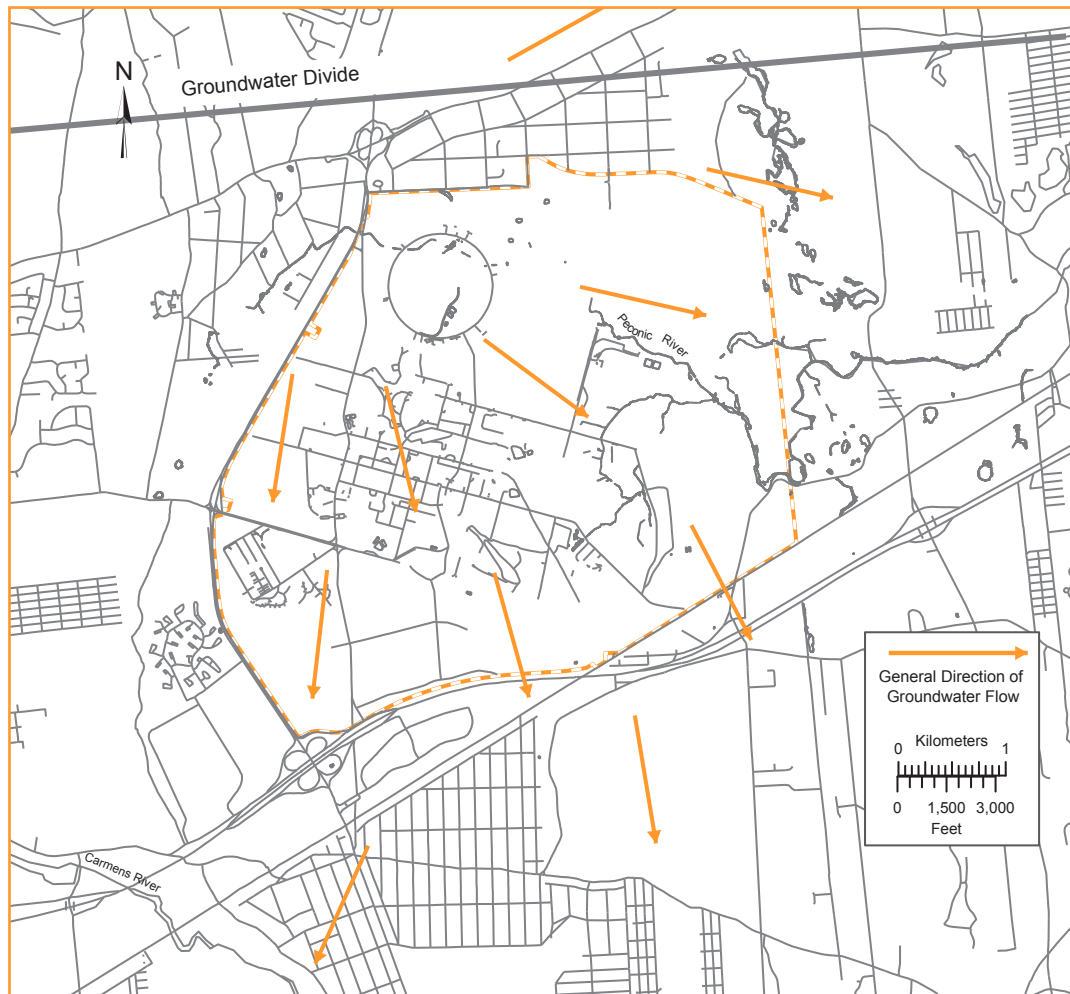 N
Groundwater Divide
Peconic River
General Direction of
Groundwater Flow
Kilometers
0 1
0 1,500 3,000
Feet
Carmens River